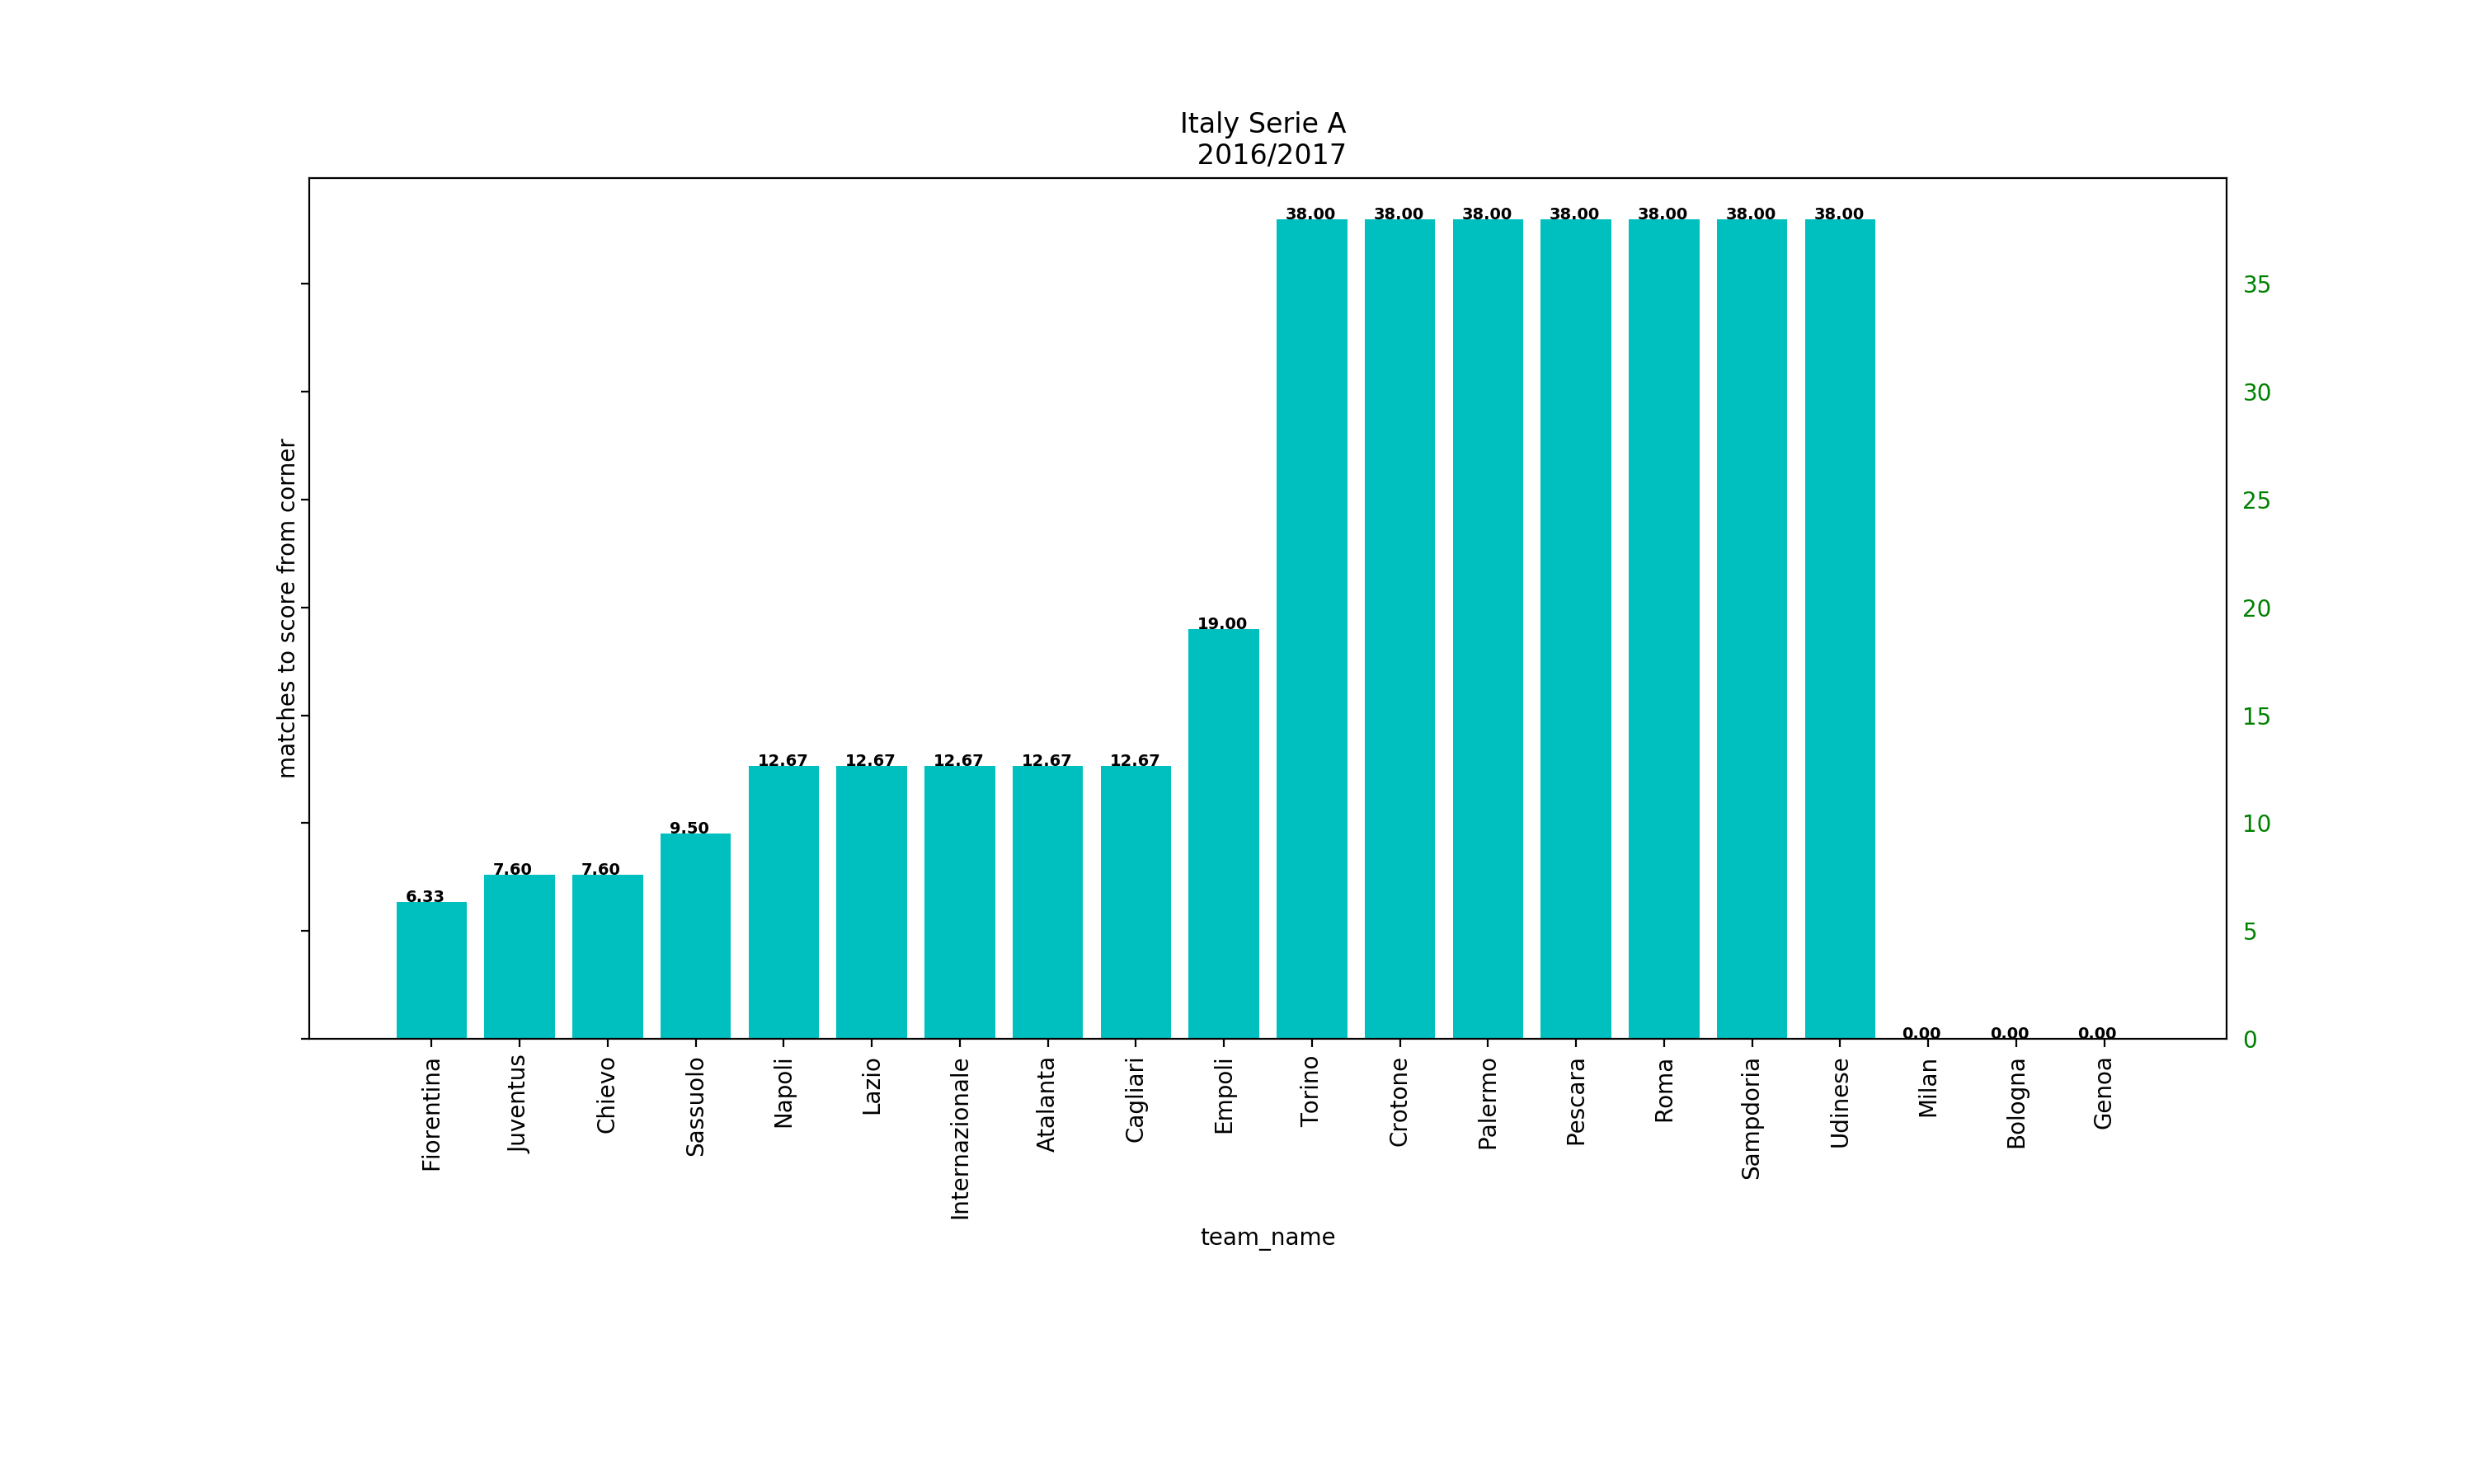 Italy Serie A
2016/2017
matches to score from corner
38.00 38.00 38.00 38.00 38.00 38.00 38.00
19.00
12.67 12.67 12.67 12.67 12.67
9.50
7.60 7.60
6.33
0.00 0.00 0.00
35
30
25
20
15
10
5
0
Fiorentina
Juventus
Chievo
Sassuolo
Napoli
Lazio
Internazionale
Atalanta
Cagliari
Empoli
Torino
Crotone
Palermo
Pescara
Roma
Sampdoria
Udinese
Milan
Bologna
Genoa
team_name